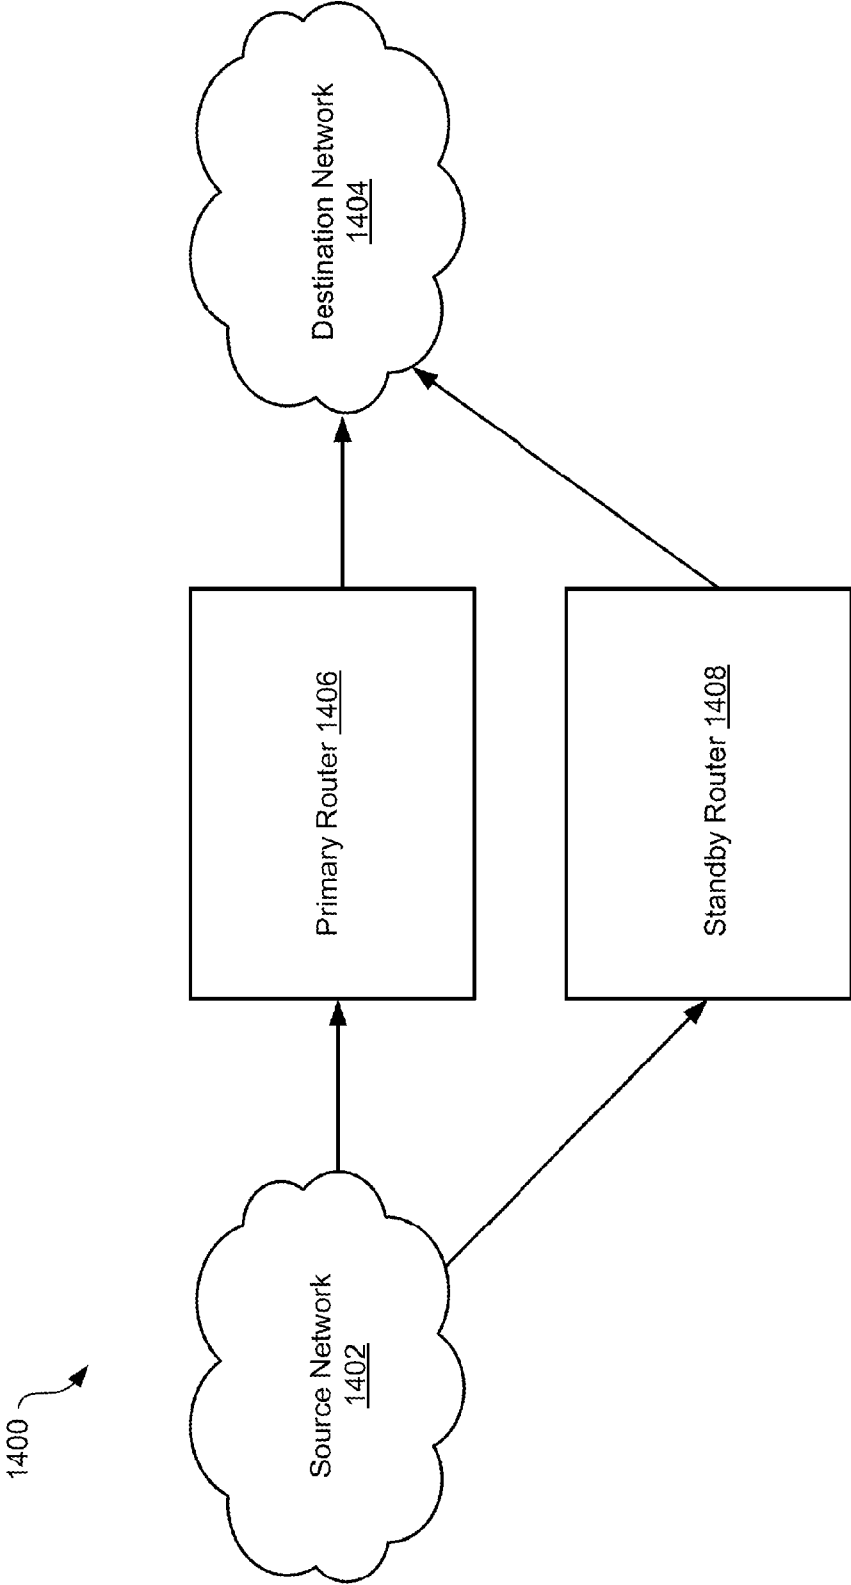 1400
Source Network
1402
Primary Router 1406
Destination Network
1404
Standby Router 1408